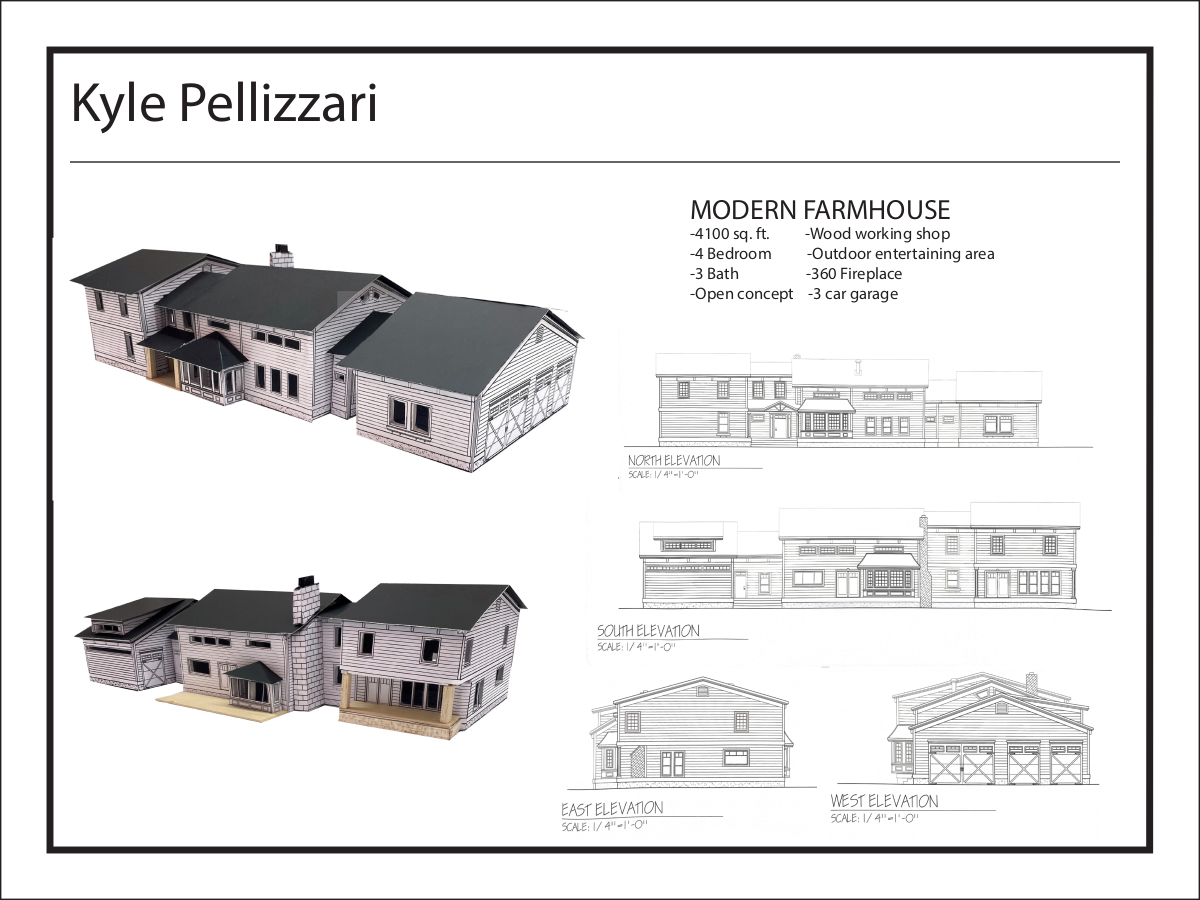 Kyle Pellizzari
MODERN FARMHOUSE
-4100 sq. ft. -Wood working shop
-4 Bedroom -Outdoor entertaining area
-3 Bath -360 Fireplace
-Open concept -3 car garage
NORTH ELEVATION
SCALE: 1/4"=1'-0"
SOUTH ELEVATION
SCALE: 1/4"=1'-0"
EAST ELEVATION
SCALE: 1/4"=1'-0"
WEST ELEVATION
SCALE: 1/4"=1'-0"